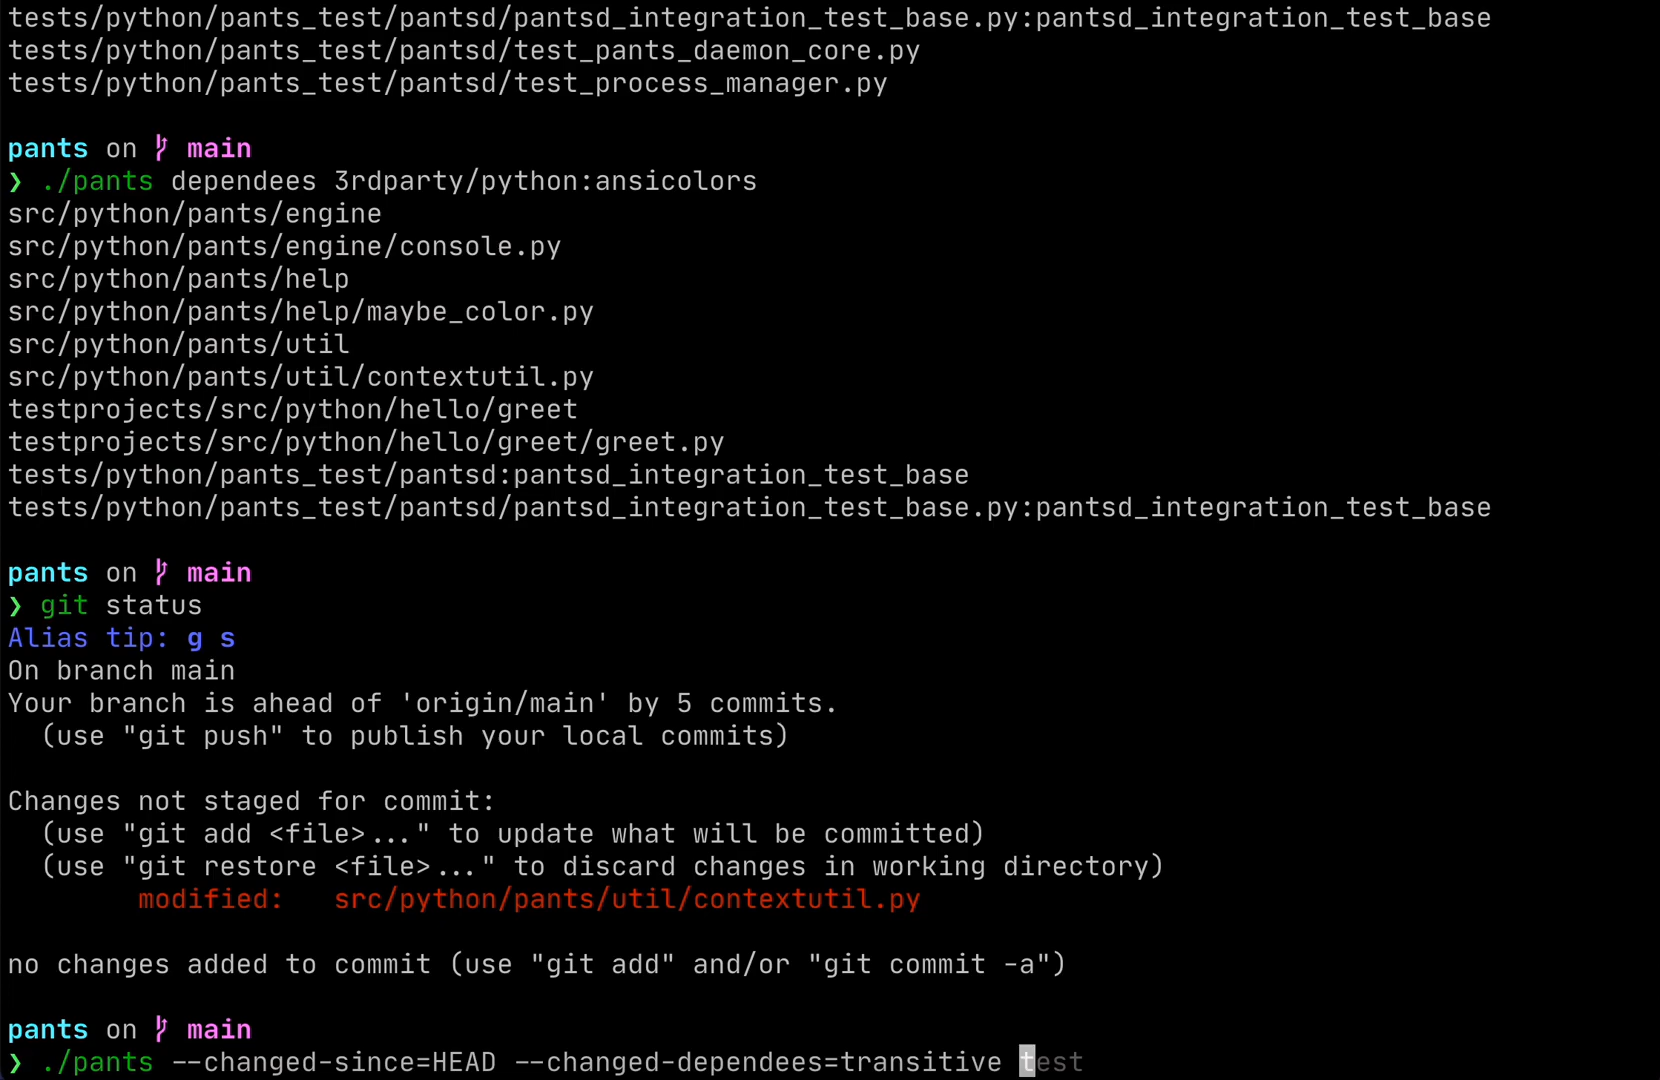 tests/python/pants_test/pantsd/pantsd_integration_test_base.py:pantsd_integration_test_base
tests/python/pants_test/pantsd/test_pants_daemon_core.py
tests/python/pants_test/pantsd/test_process_manager.py
pants on main
❯ ./pants dependees 3rdparty/python:ansicolors
src/python/pants/engine
src/python/pants/engine/console.py
src/python/pants/help
src/python/pants/help/maybe_color.py
src/python/pants/util
src/python/pants/util/contextutil.py
testprojects/src/python/hello/greet
testprojects/src/python/hello/greet/greet.py
tests/python/pants_test/pantsd:pantsd_integration_test_base
tests/python/pants_test/pantsd/pantsd_integration_test_base.py:pantsd_integration_test_base
pants on main
❯ git status
Alias tip: g s
On branch main
Your branch is ahead of 'origin/main' by 5 commits.
(use "git push" to publish your local commits)
Changes not staged for commit:
(use "git add <file>..." to update what will be committed)
(use "git restore <file>..." to discard changes in working directory)
modified: src/python/pants/util/contextutil.py
no changes added to commit (use "git add" and/or "git commit -a")
pants on main
❯ ./pants --changed-since=HEAD --changed-dependees=transitive test